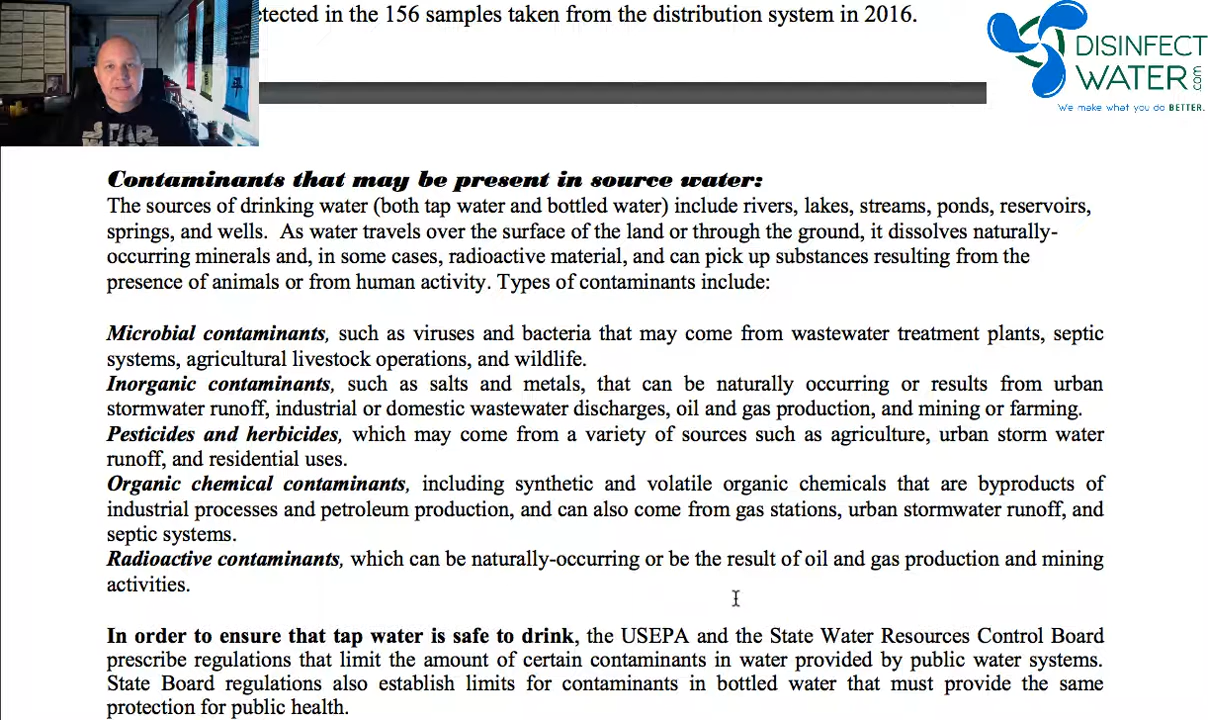 tected in the 156 samples taken from the distribution system in 2016.
DISINFECT
WATER.com
We make what you do BETTER.
STAR
WARS
Contaminants that may be present in source water:
The sources of drinking water (both tap water and bottled water) include rivers, lakes, streams, ponds, reservoirs,
springs, and wells. As water travels over the surface of the land or through the ground, it dissolves naturally-
occurring minerals and, in some cases, radioactive material, and can pick up substances resulting from the
presence of animals or from human activity. Types of contaminants include:
Microbial contaminants, such as viruses and bacteria that may come from wastewater treatment plants, septic
systems, agricultural livestock operations, and wildlife.
Inorganic contaminants, such as salts and metals, that can be naturally occurring or results from urban
stormwater runoff, industrial or domestic wastewater discharges, oil and gas production, and mining or farming.
Pesticides and herbicides, which may come from a variety of sources such as agriculture, urban storm water
runoff, and residential uses.
Organic chemical contaminants, including synthetic and volatile organic chemicals that are byproducts of
industrial processes and petroleum production, and can also come from gas stations, urban stormwater runoff, and
septic systems.
Radioactive contaminants, which can be naturally-occurring or be the result of oil and gas production and mining
activities.
In order to ensure that tap water is safe to drink, the USEPA and the State Water Resources Control Board
prescribe regulations that limit the amount of certain contaminants in water provided by public water systems.
State Board regulations also establish limits for contaminants in bottled water that must provide the same
protection for public health.